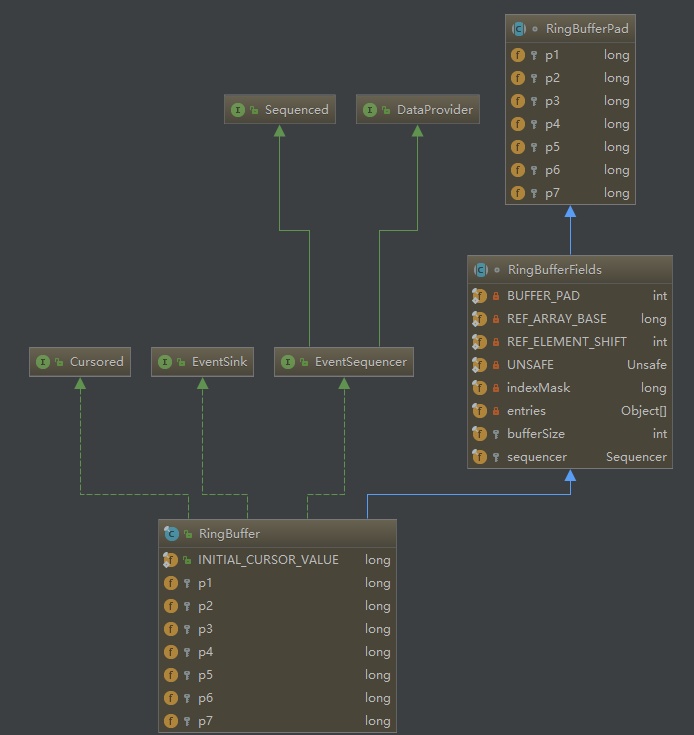 RingBufferPad
p1 long
p2 long
p3 long
p4 long
p5 long
p6 long
p7 long
Sequenced
DataProvider
RingBufferFields
BUFFER_PAD int
REF_ARRAY_BASE long
REF_ELEMENT_SHIFT int
UNSAFE Unsafe
indexMask long
entries Object[]
bufferSize int
sequencer Sequencer
Cursored
EventSink
EventSequencer
RingBuffer
INITIAL_CURSOR_VALUE long
p1 long
p2 long
p3 long
p4 long
p5 long
p6 long
p7 long